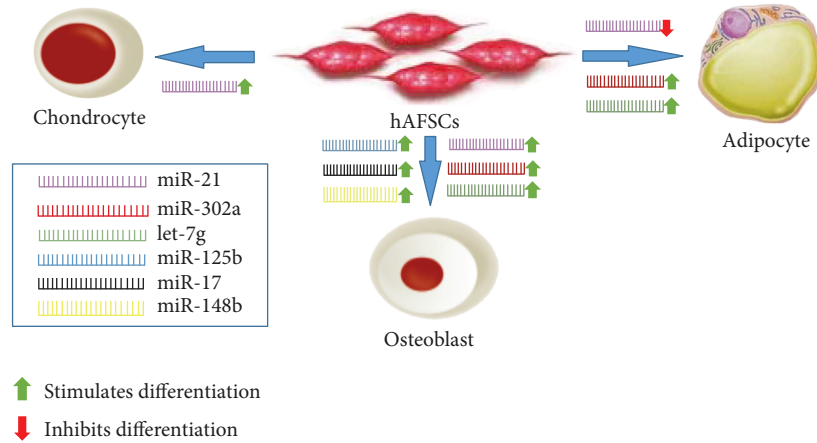 Chondrocyte
hAFSCs
Adipocyte
miR-21
miR-302a
let-7g
miR-125b
miR-17
miR-148b
Osteoblast
Stimulates differentiation
Inhibits differentiation